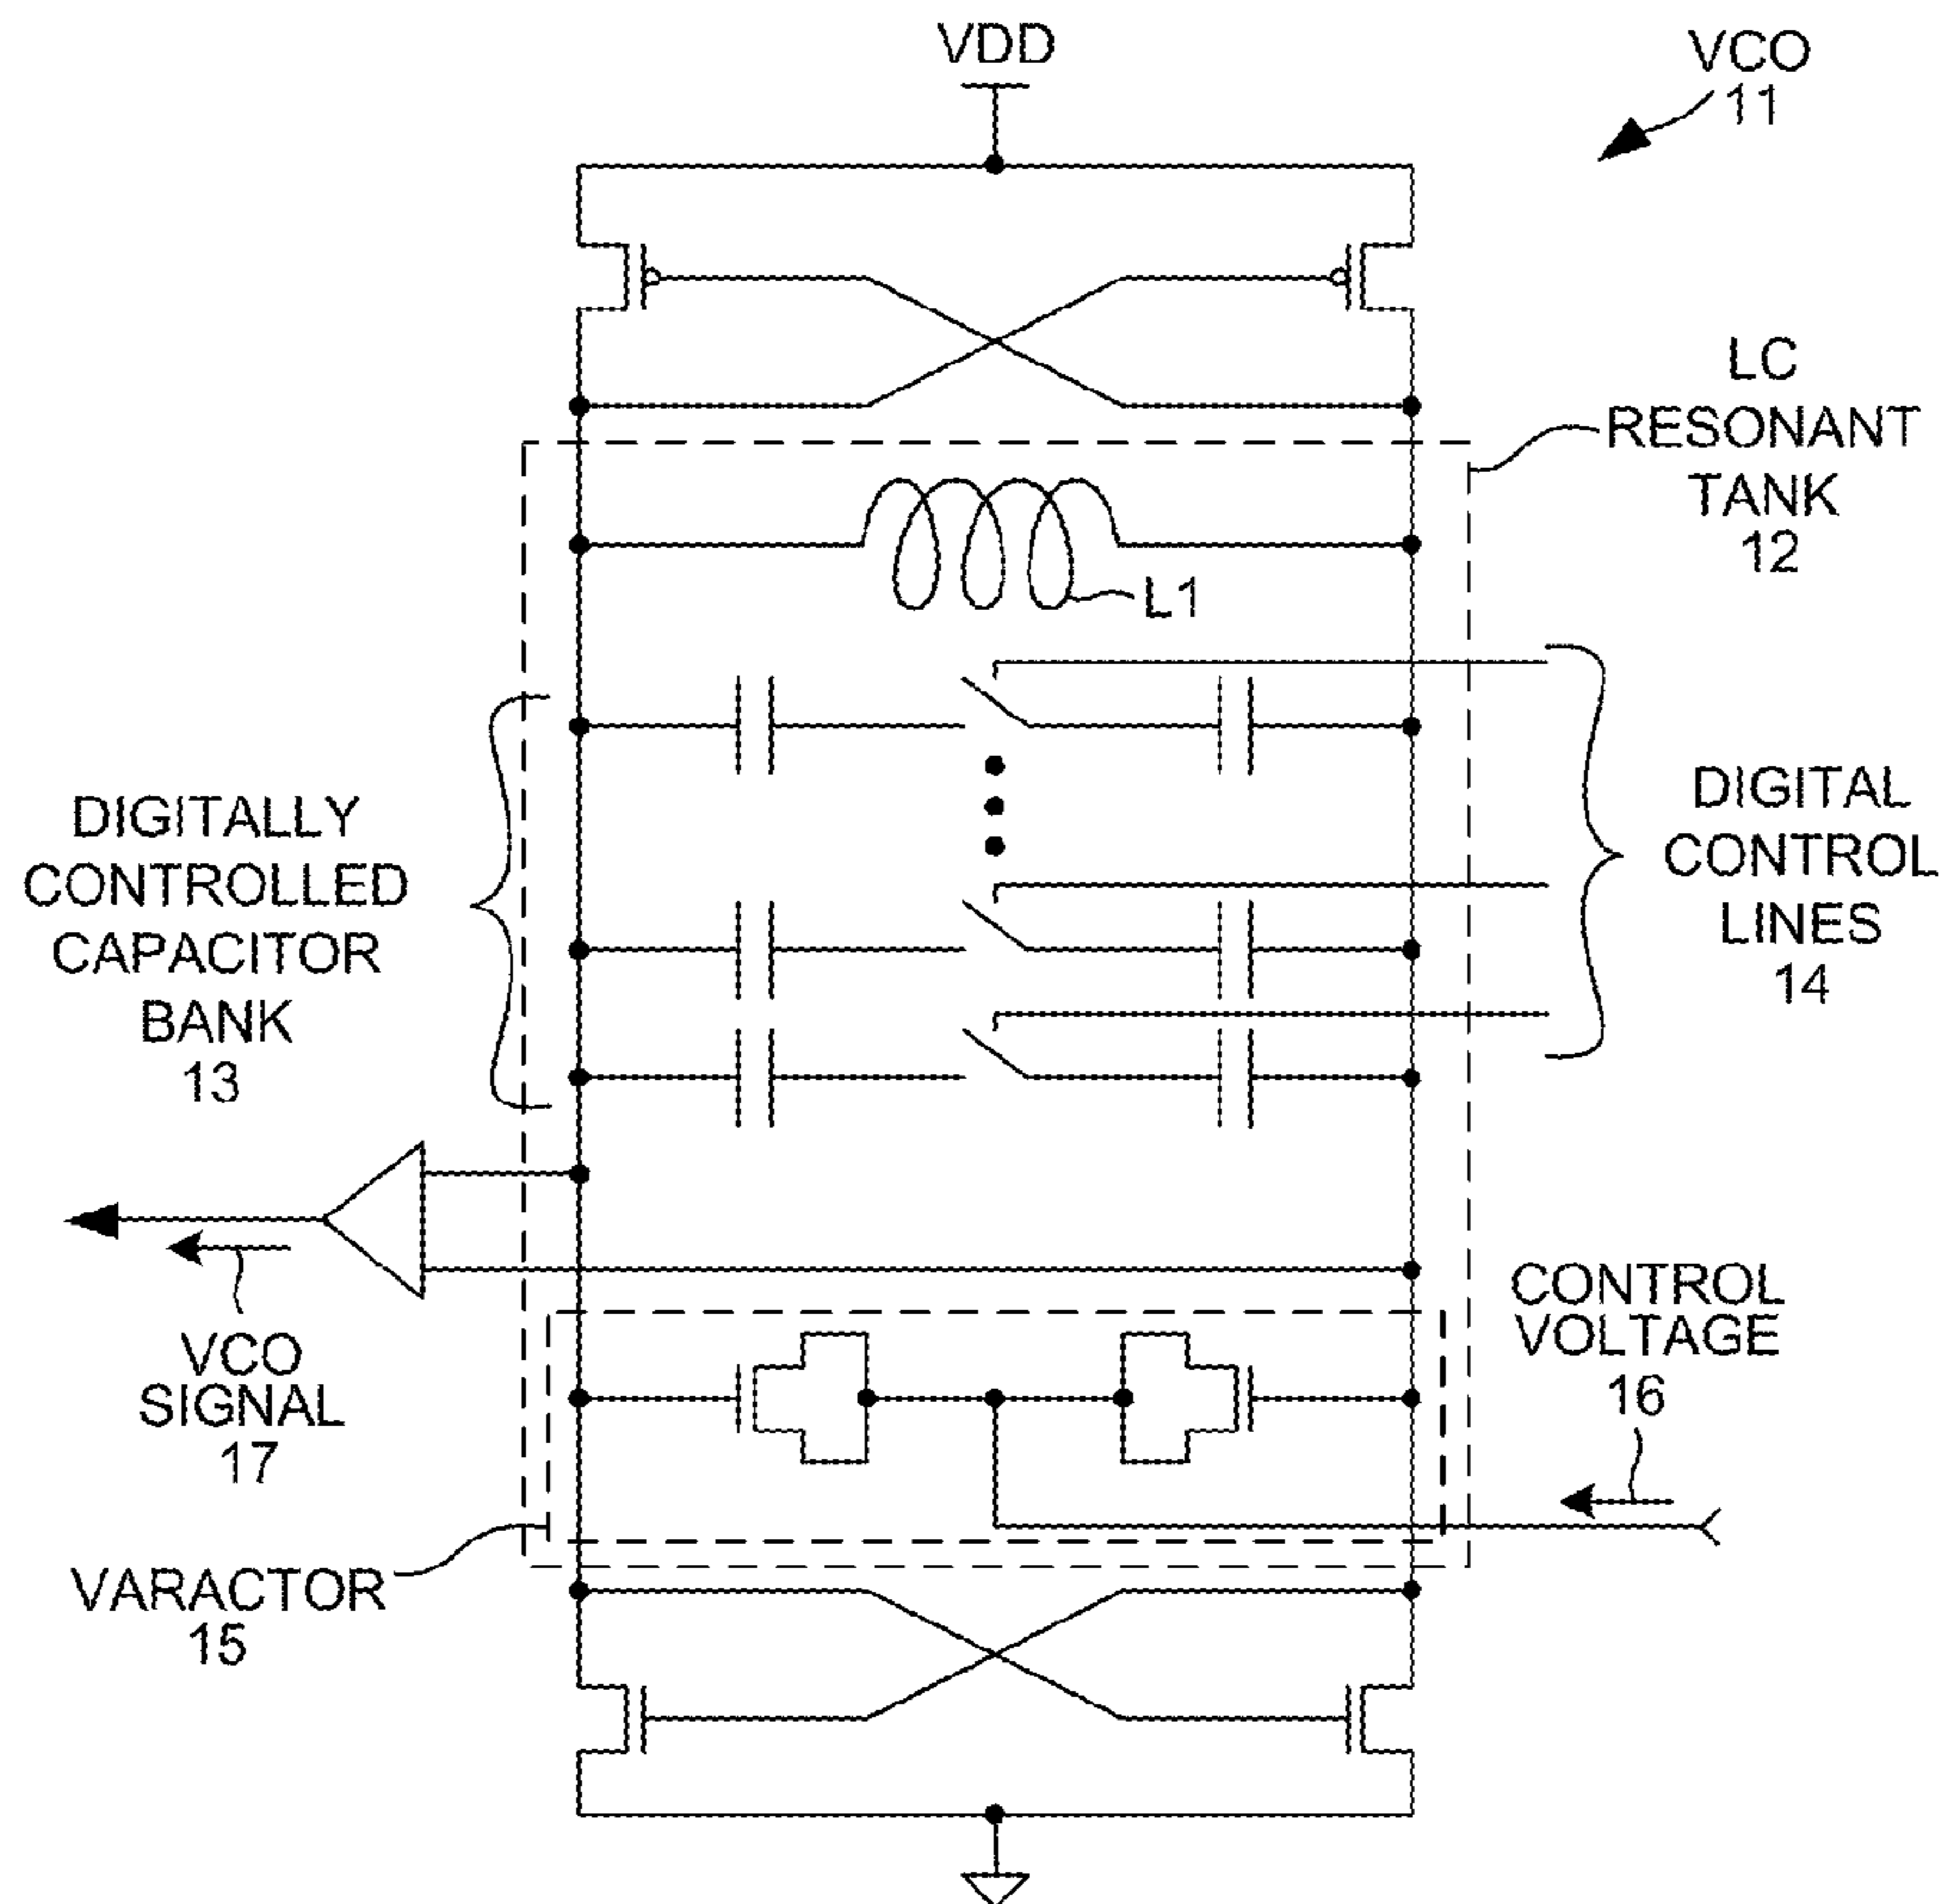 VDD
VCO
11
LC
RESONANT
TANK
12
L1
DIGITALLY
CONTROLLED
CAPACITOR
BANK
13
DIGITAL
CONTROL
LINES
14
VCO
SIGNAL
17
CONTROL
VOLTAGE
16
VARACTOR
15